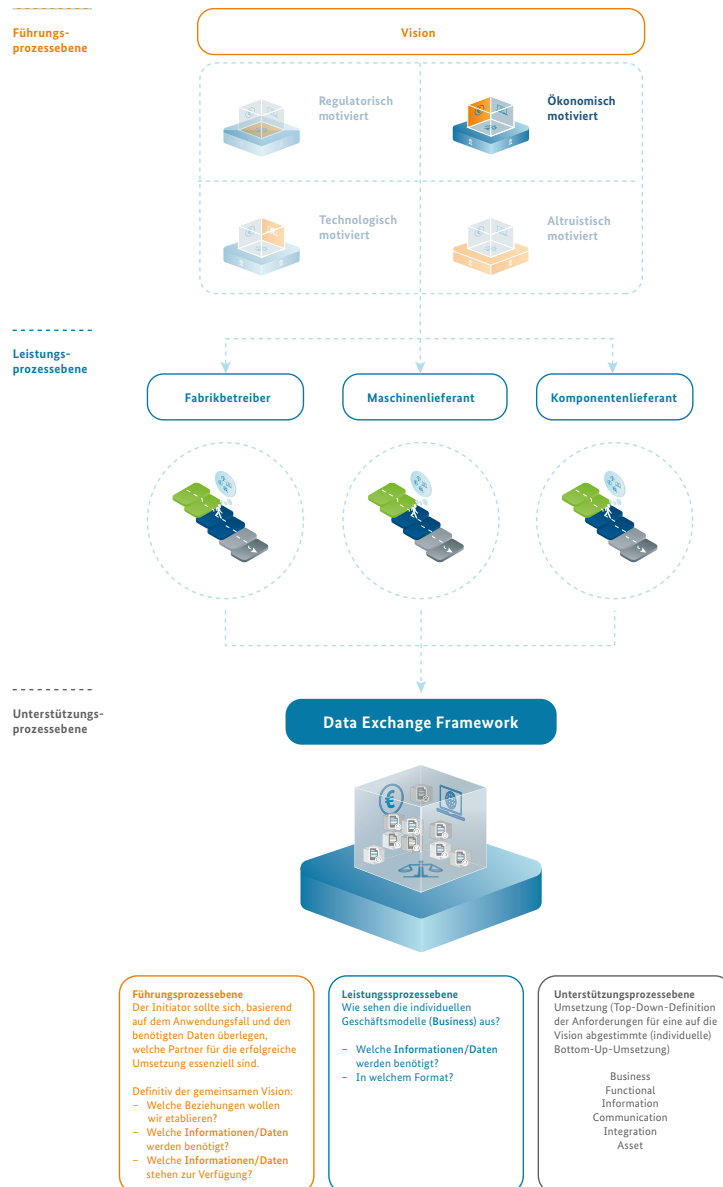 Führungs-
prozessebene
Vision
Regulatorisch
motiviert
Ökonomisch
motiviert
Technologisch
motiviert
Altruistisch
motiviert
Leistungs-
prozessebene
Fabrikbetreiber
Maschinenlieferant
Komponentenlieferant
Unterstützungs-
prozessebene
Data Exchange Framework
€
Führungsprozessebene
Der Initiator sollte sich, basierend
auf dem Anwendungsfall und den
benötigten Daten überlegen,
welche Partner für die erfolgreiche
Umsetzung essenziell sind.
Definitiv der gemeinsamen Vision:
– Welche Beziehungen wollen
wir etablieren?
– Welche Informationen/Daten
werden benötigt?
– Welche Informationen/Daten
stehen zur Verfügung?
Leistungssprozessebene
Wie sehen die individuellen
Geschäftsmodelle (Business) aus?
– Welche Informationen/Daten
werden benötigt?
– In welchem Format?
Unterstützungsprozessebene
Umsetzung (Top-Down-Definition
der Anforderungen für eine auf die
Vision abgestimmte (individuelle)
Bottom-Up-Umsetzung)
Business
Functional
Information
Communication
Integration
Asset